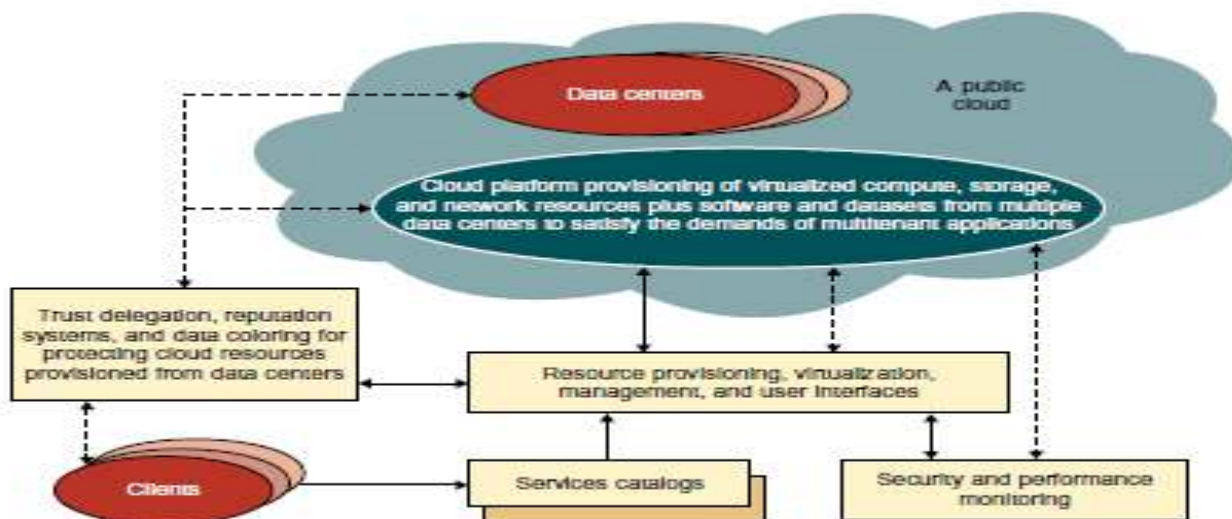 Data centers
A public
cloud
Cloud platform provisioning of virtualized compute, storage,
and network resources plus software and datasets from multiple
data centers to satisfy the demands of multitenant applications
Trust delegation, reputation
systems, and data coloring for
protecting cloud resources
provisioned from data centers
Resource provisioning, virtualization,
management, and user interfaces
Clients
Services catalogs
Security and performance
monitoring